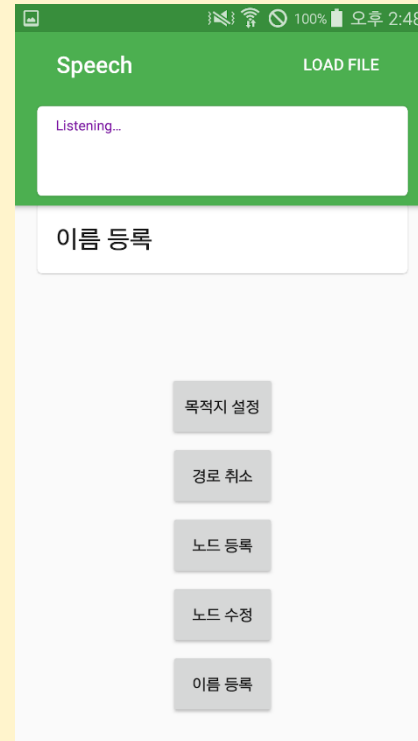 100% 오후 2:48
Speech LOAD FILE
Listening...
이름 등록
목적지 설정
경로 취소
노드 등록
노드 수정
이름 등록